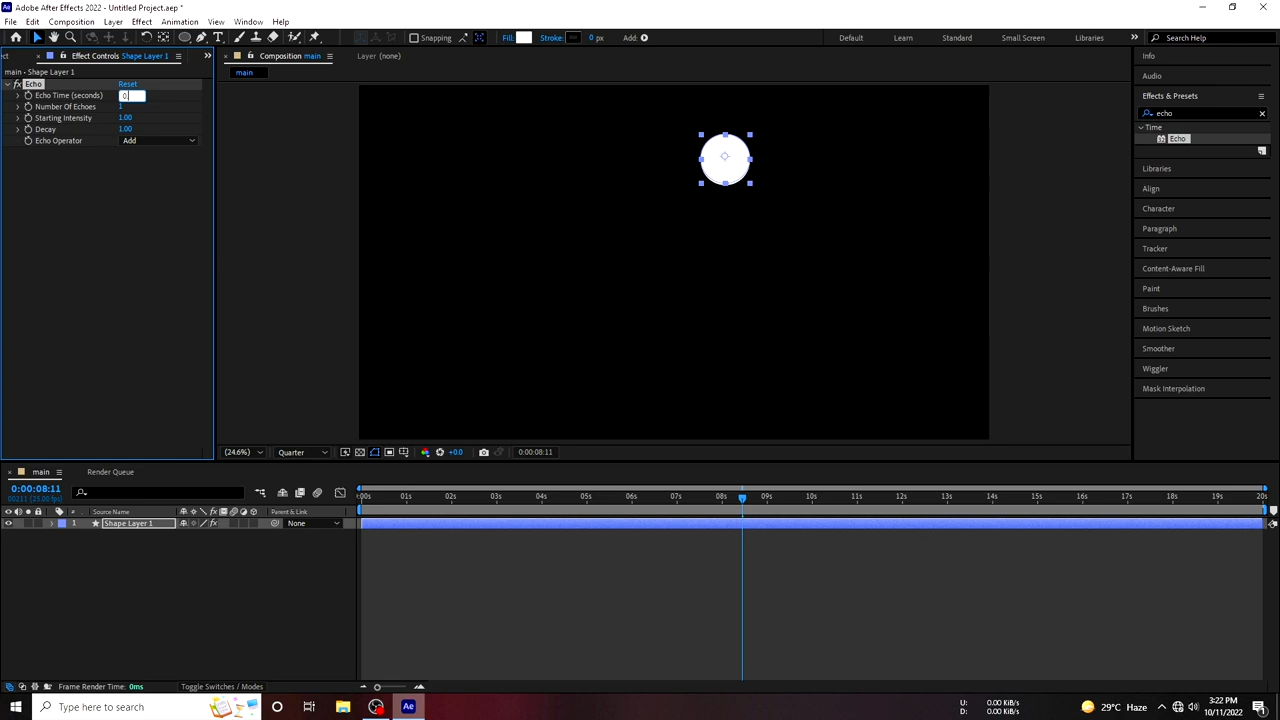 Adobe After Effects 2022 - Untitled Project.aep *
File Edit Composition Layer Effect Animation View Window Help
Snapping Fill: Stroke: 0 px Add: Default Learn Standard Small Screen Libraries Search Help
Effect Controls Shape Layer 1
main • Shape Layer 1
fx Echo Reset
Echo Time (seconds) 0.
Number Of Echoes 1
Starting Intensity 1.00
Decay 1.00
Echo Operator Add
Composition main Layer (none)
main
Info
Audio
Effects & Presets
echo
Time
Echo
Libraries
Align
Character
Paragraph
Tracker
Content-Aware Fill
Paint
Brushes
Motion Sketch
Smoother
Wiggler
Mask Interpolation
(24.6%) Quarter +0.0 0:00:08:11
main Render Queue
0:00:08:11
00211 (25.00 fps)
:00s 01s 02s 03s 04s 05s 06s 07s 08s 09s 10s 11s 12s 13s 14s 15s 16s 17s 18s 19s 20s
# Source Name Parent & Link
1 Shape Layer 1 None
Frame Render Time: 0ms Toggle Switches / Modes
Type here to search
Ae
U: 0.00 KiB/s
D: 0.00 KiB/s
29°C Haze
3:22 PM
10/11/2022